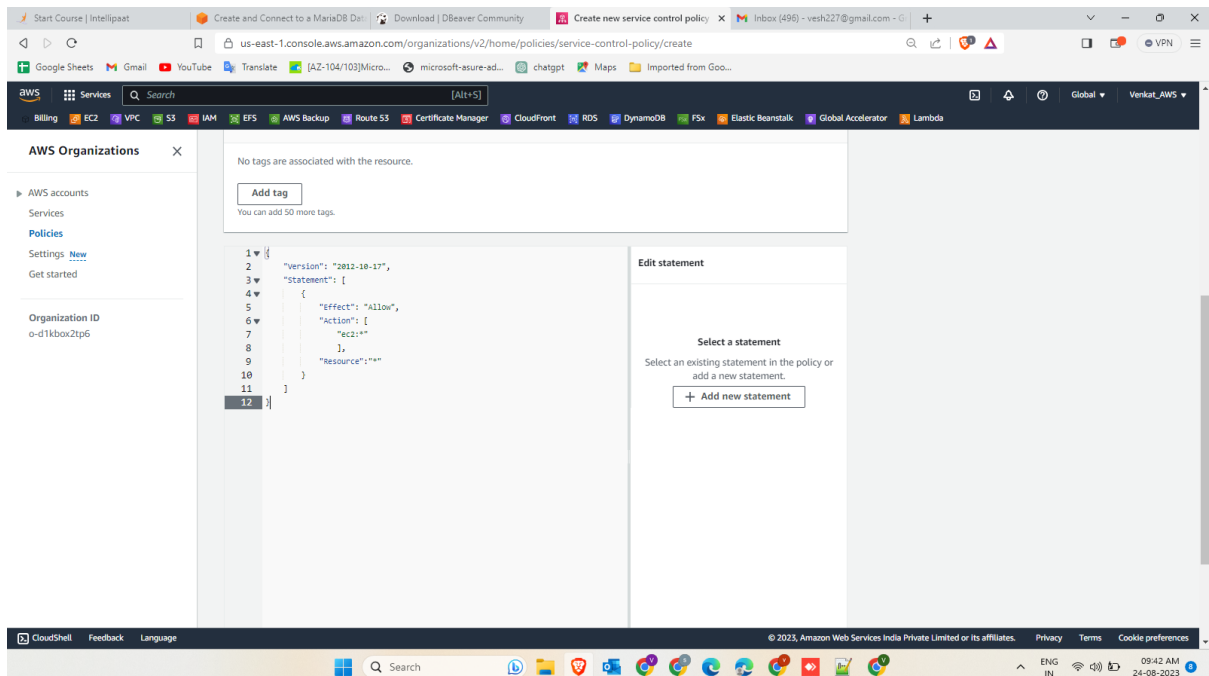 Start Course | Intellipaat
Create and Connect to a MariaDB Dat
Download | DBeaver Community
Create new service control policy
Inbox (496) - vesh227@gmail.com - G
us-east-1.console.aws.amazon.com/organizations/v2/home/policies/service-control-policy/create
VPN
Google Sheets
Gmail
YouTube
Translate
[AZ-104/103]Micro...
microsoft-asure-ad...
chatgpt
Maps
Imported from Goo...
aws
Services
Search
[Alt+S]
Global
Venkat_AWS
Billing
EC2
VPC
S3
IAM
EFS
AWS Backup
Route 53
Certificate Manager
CloudFront
RDS
DynamoDB
FSx
Elastic Beanstalk
Global Accelerator
Lambda
AWS Organizations
AWS accounts
Services
Policies
Settings New
Get started
Organization ID
o-d1kbox2tp6
No tags are associated with the resource.
Add tag
You can add 50 more tags.
1 {
2 "Version": "2012-10-17",
3 "Statement": [
4 {
5 "Effect": "Allow",
6 "Action": [
7 "ec2:*"
8 ],
9 "Resource":"*"
10 }
11 ]
12 }
Edit statement
Select a statement
Select an existing statement in the policy or
add a new statement.
+ Add new statement
CloudShell
Feedback
Language
© 2023, Amazon Web Services India Private Limited or its affiliates.
Privacy
Terms
Cookie preferences
Search
ENG
IN
09:42 AM
24-08-2023
8